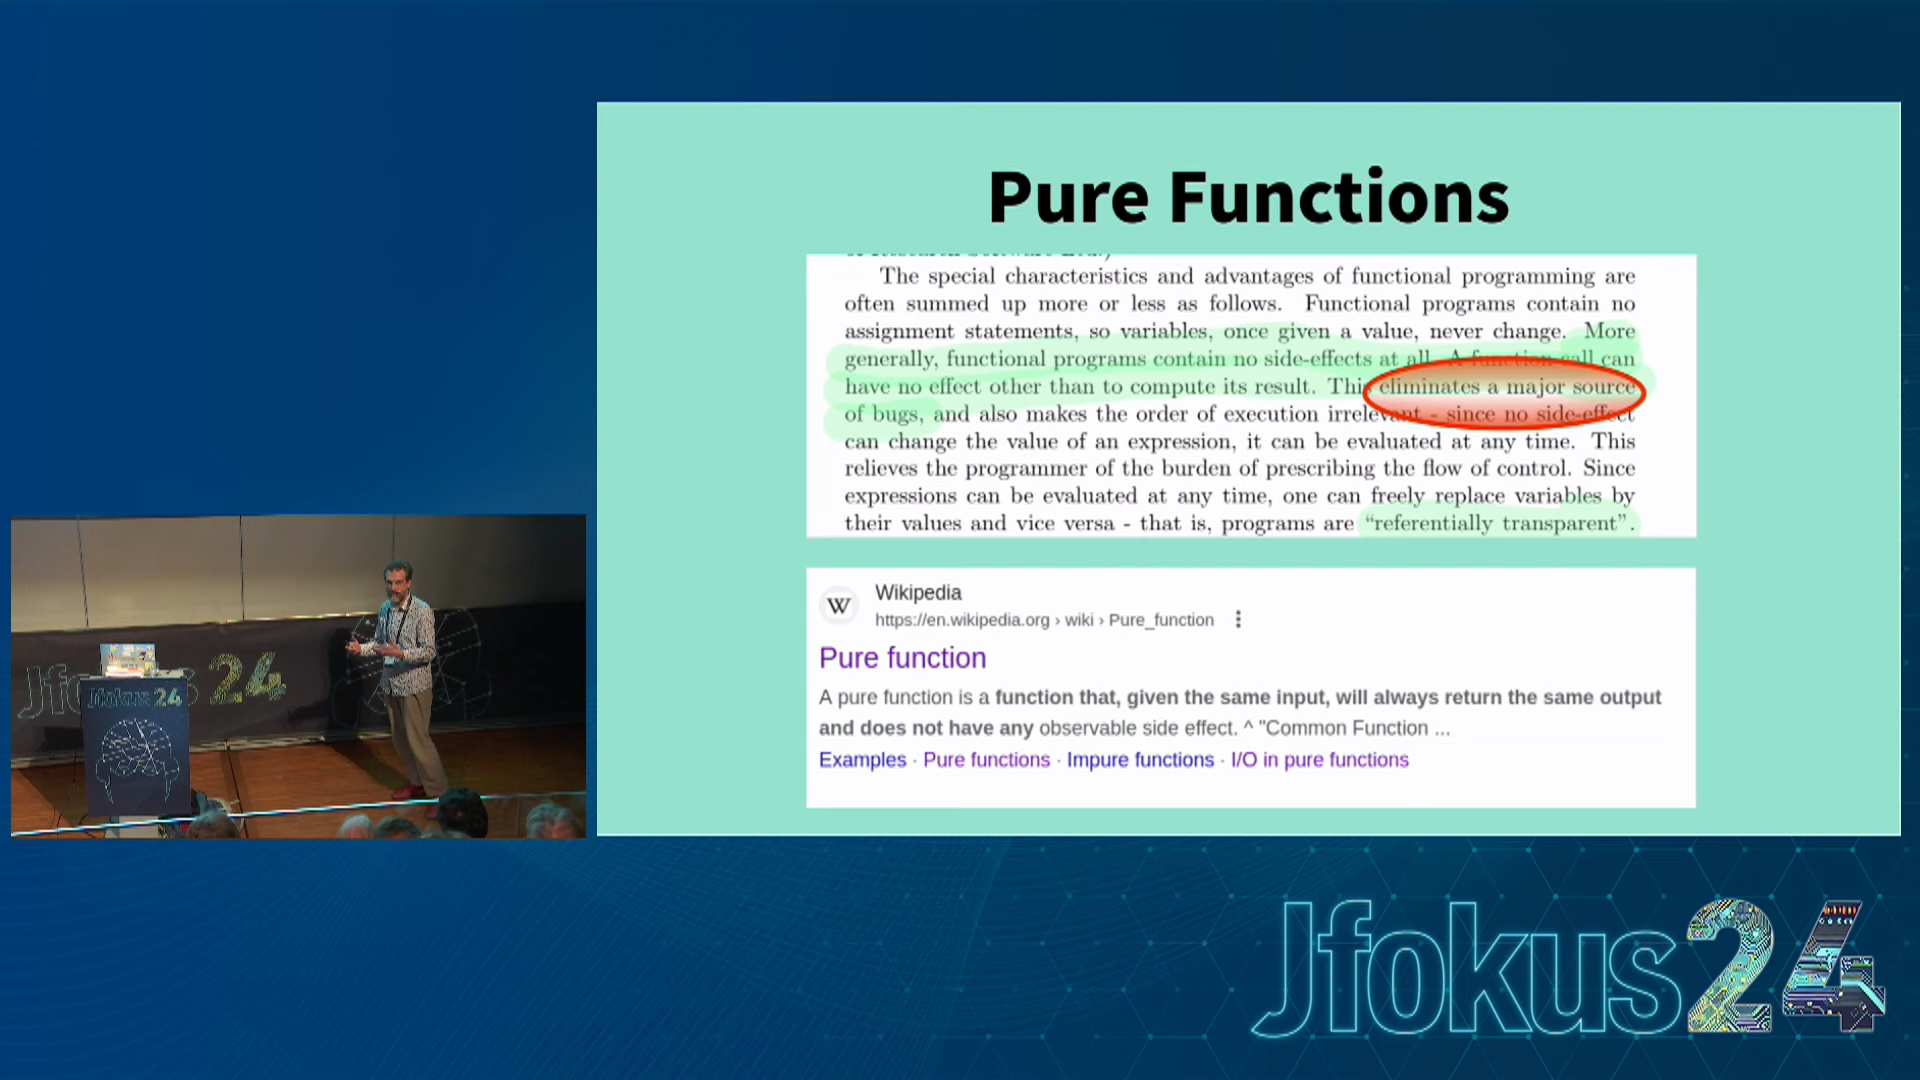 Pure Functions
The special characteristics and advantages of functional programming are
often summed up more or less as follows. Functional programs contain no
assignment statements, so variables, once given a value, never change. More
generally, functional programs contain no side-effects at all. A function call can
have no effect other than to compute its result. This eliminates a major source
of bugs, and also makes the order of execution irrelevant - since no side-effect
can change the value of an expression, it can be evaluated at any time. This
relieves the programmer of the burden of prescribing the flow of control. Since
expressions can be evaluated at any time, one can freely replace variables by
their values and vice versa - that is, programs are “referentially transparent”.
W
Wikipedia
https://en.wikipedia.org › wiki › Pure_function
Pure function
A pure function is a function that, given the same input, will always return the same output
and does not have any observable side effect. ^ "Common Function ...
Examples · Pure functions · Impure functions · I/O in pure functions
Jfokus 24
24
Jfokus24